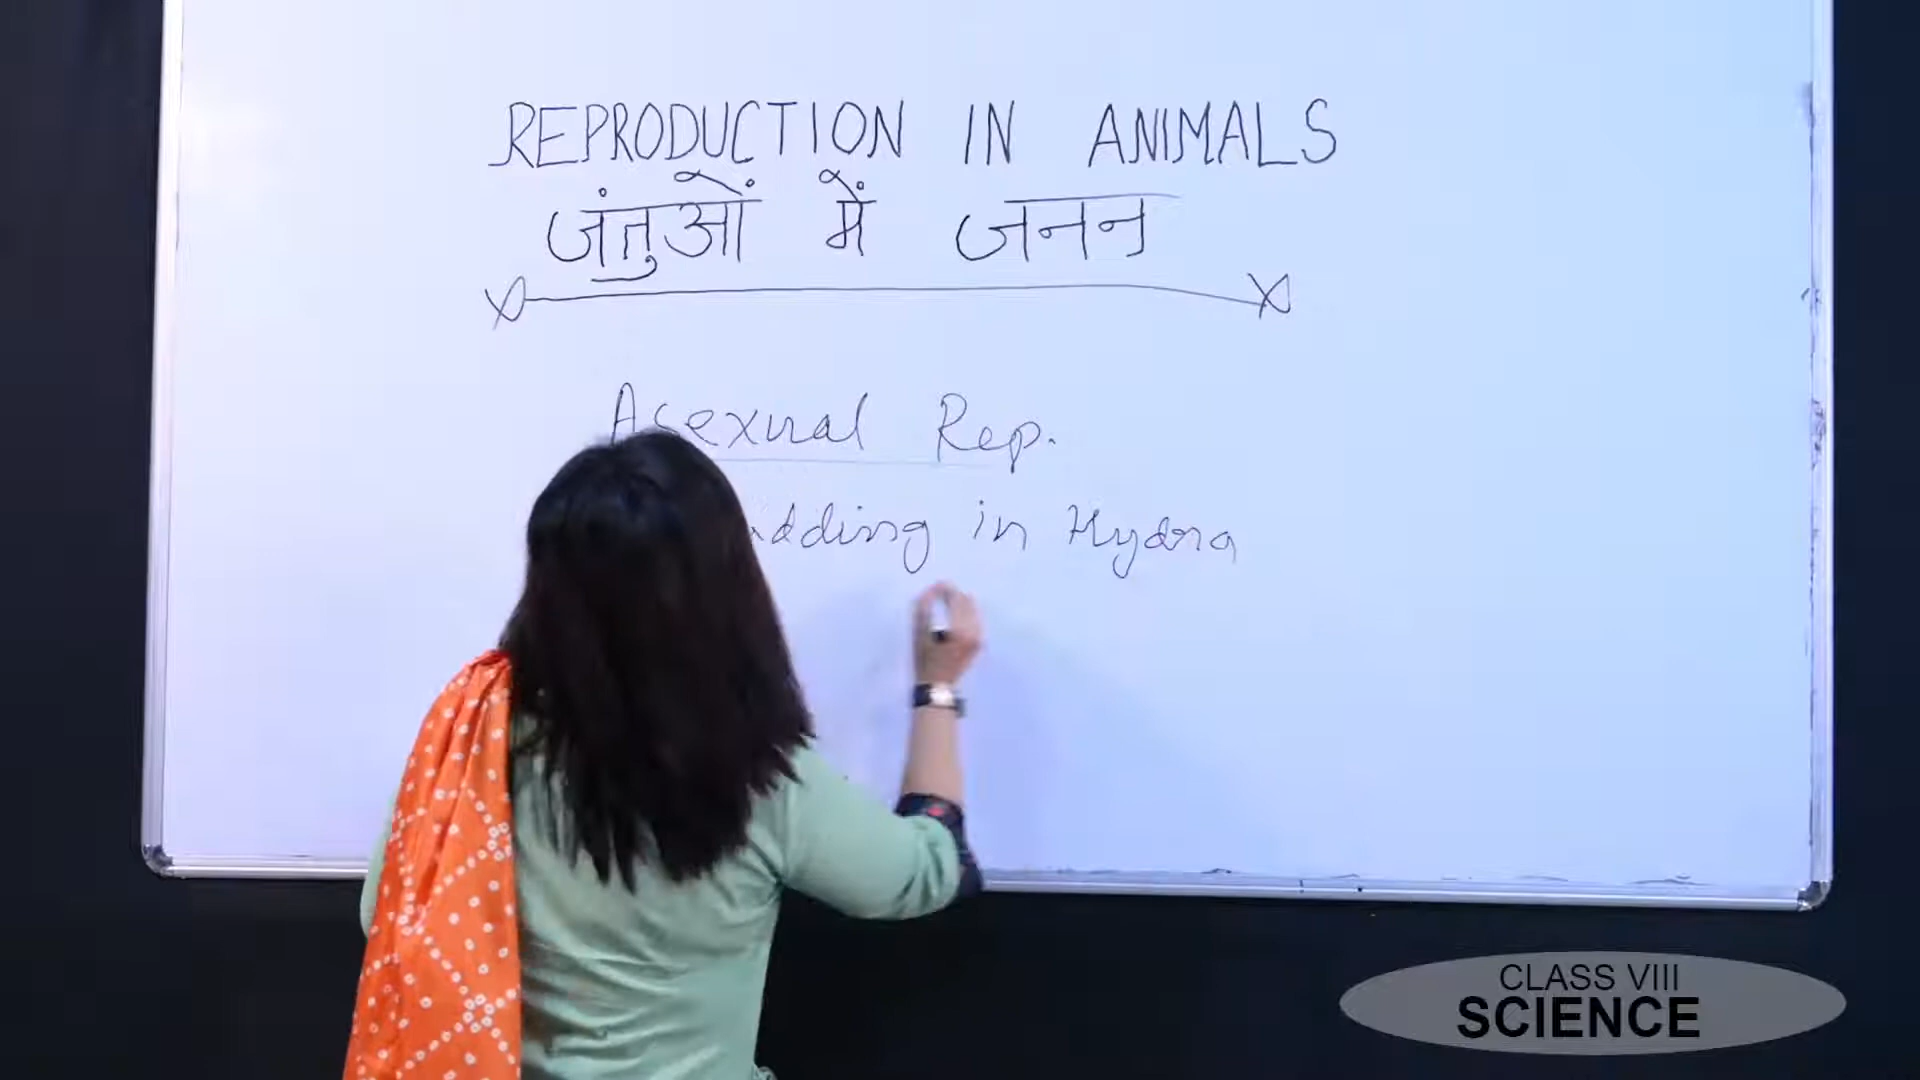 REPRODUCTION IN ANIMALS
जंतुओं में जनन
Asexual Rep.
in Hydra
CLASS VIII
SCIENCE